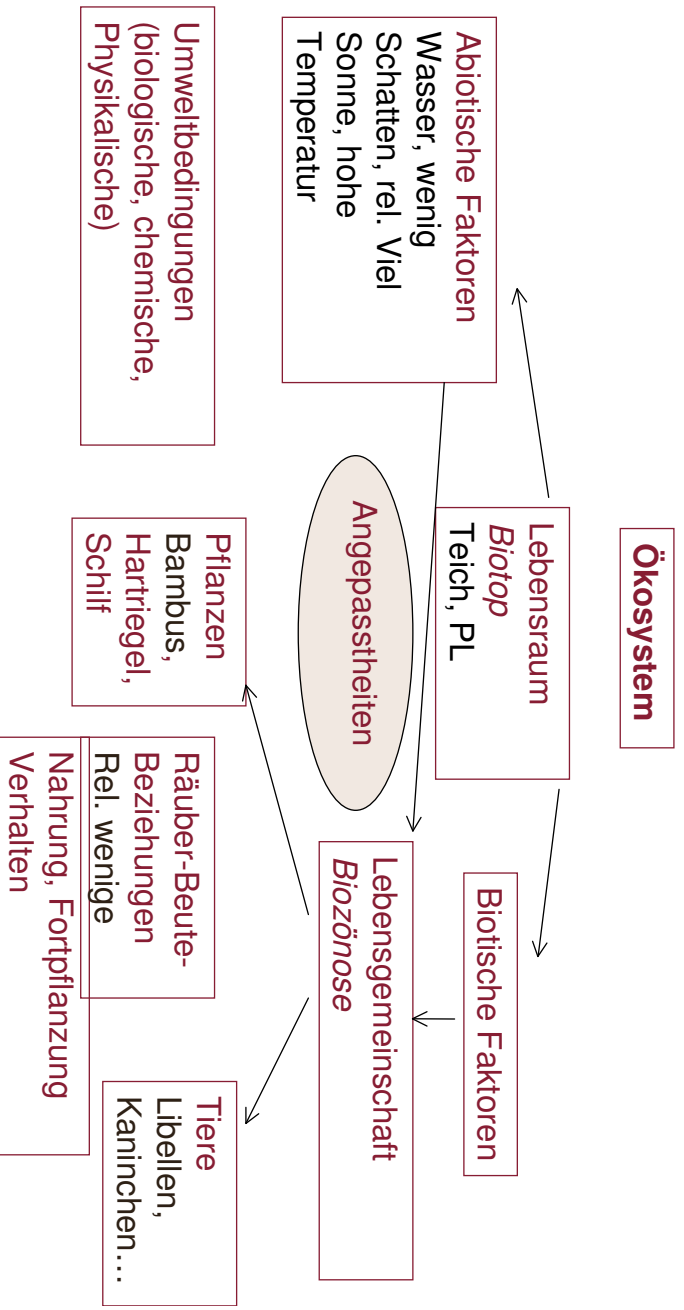 Ökosystem
Lebensraum
Biotop
Teich, PL
Abiotische Faktoren
Wasser, wenig
Schatten, rel. Viel
Sonne, hohe
Temperatur
Biotische Faktoren
Angepasstheiten
Lebensgemeinschaft
Biozönose
Umweltbedingungen
(biologische, chemische,
Physikalische)
Pflanzen
Bambus,
Hartriegel,
Schilf
Räuber-Beute-
Beziehungen
Rel. wenige
Nahrung, Fortpflanzung
Verhalten
Tiere
Libellen,
Kaninchen…